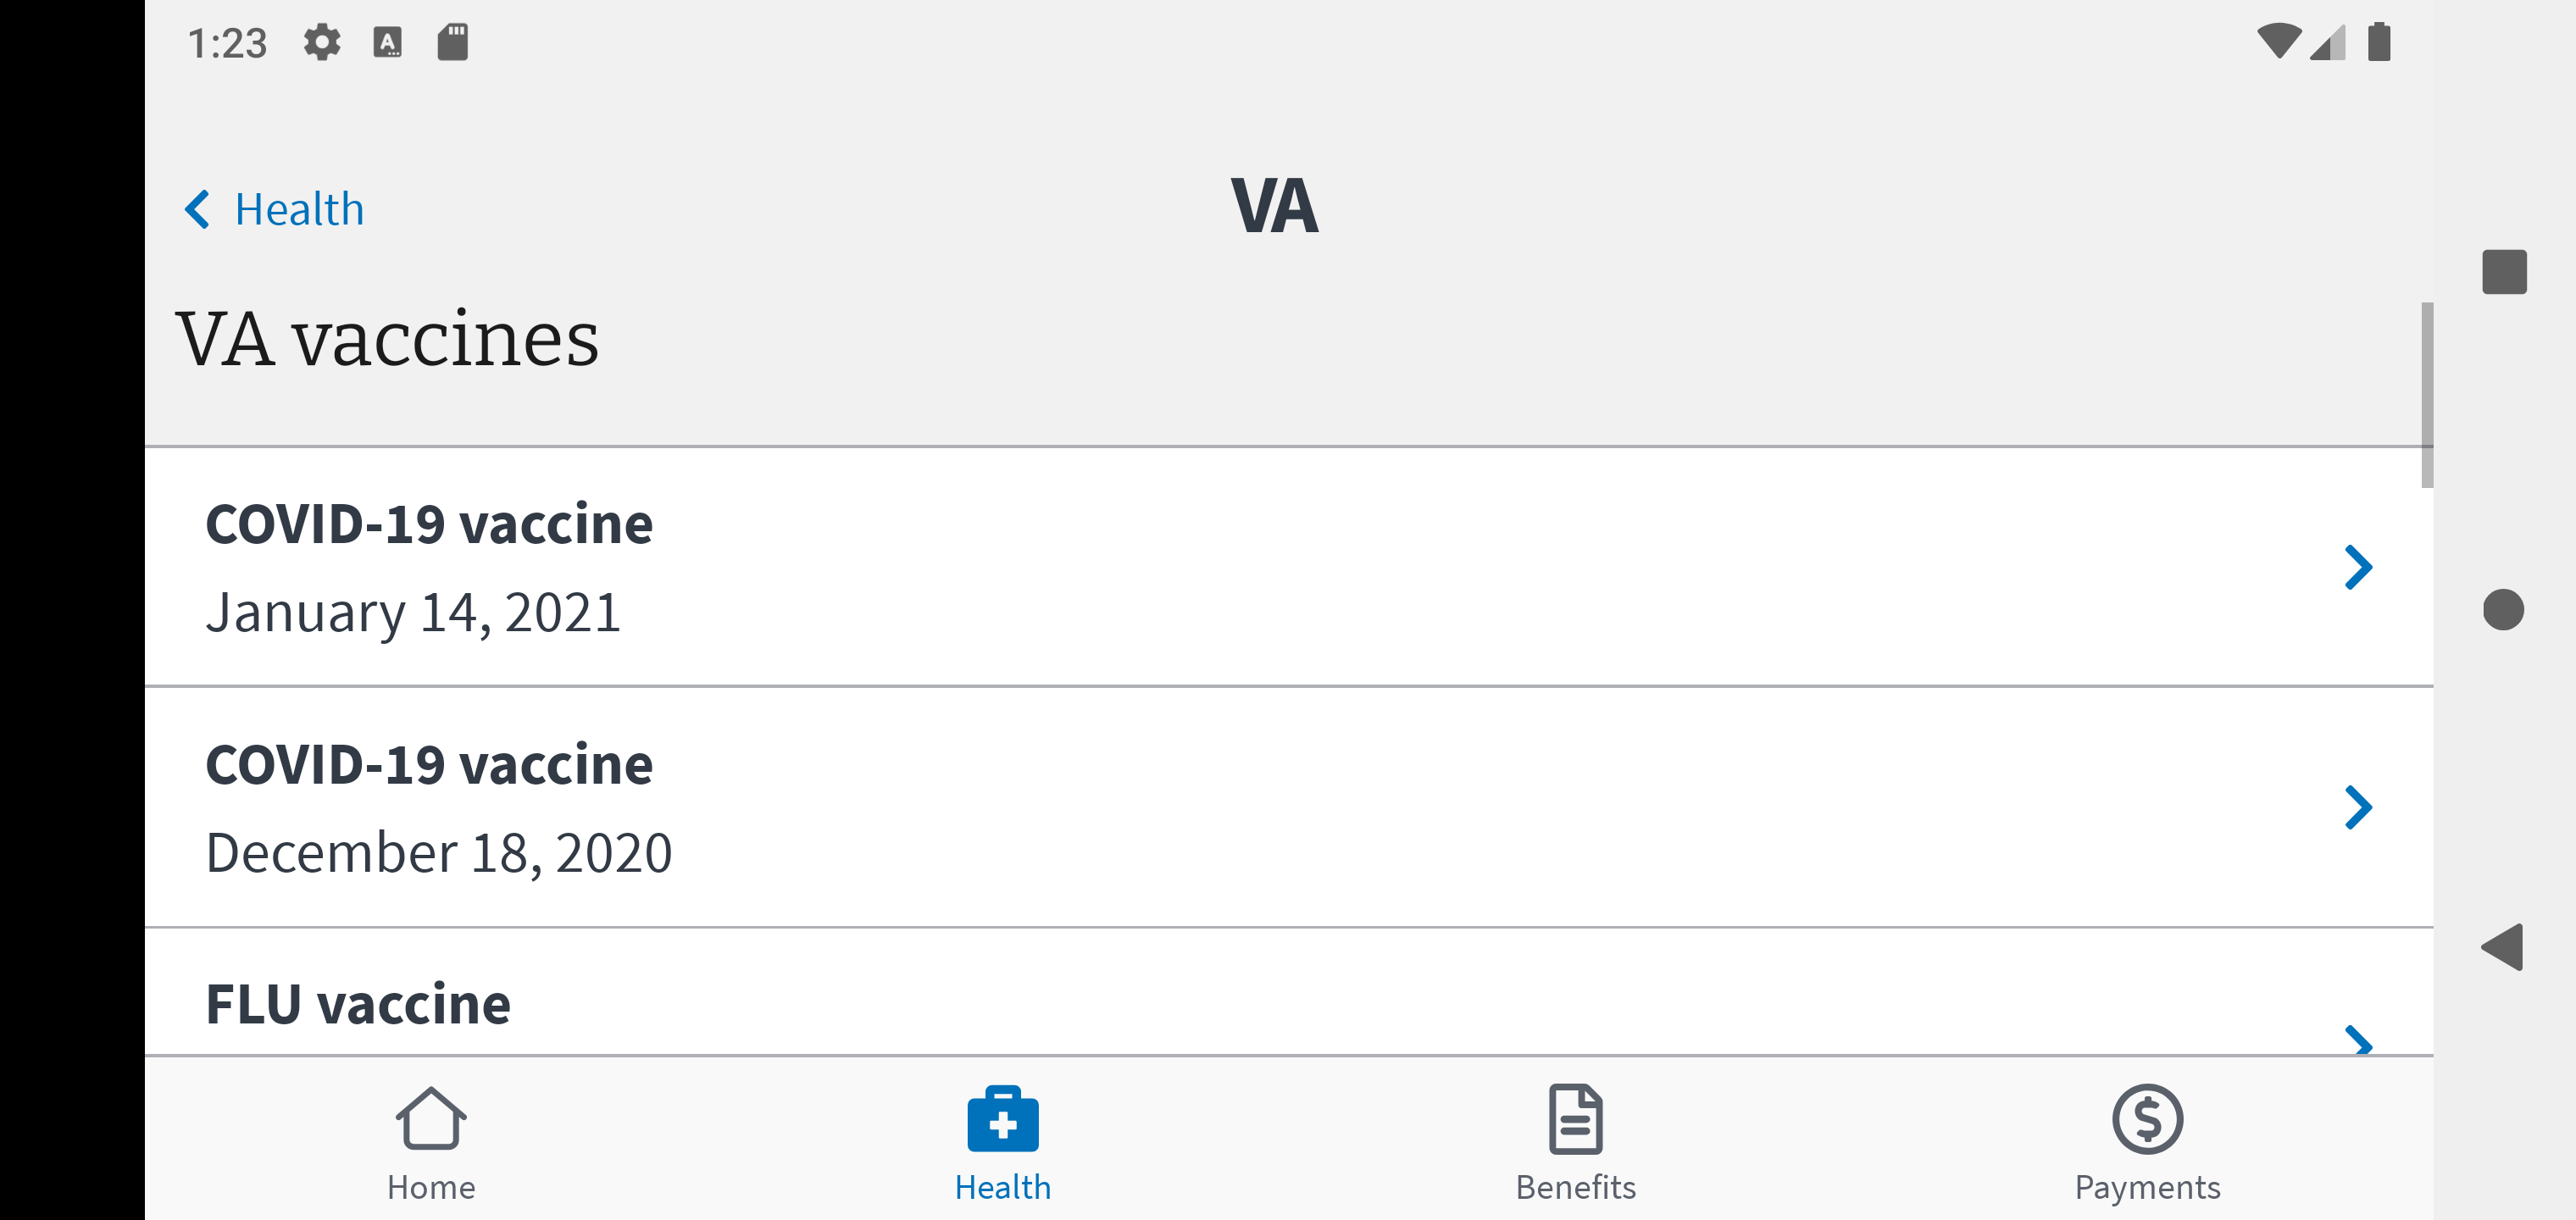 1:23
Health
VA
VA vaccines
COVID-19 vaccine
January 14, 2021
COVID-19 vaccine
December 18, 2020
FLU vaccine
Home
Health
Benefits
Payments